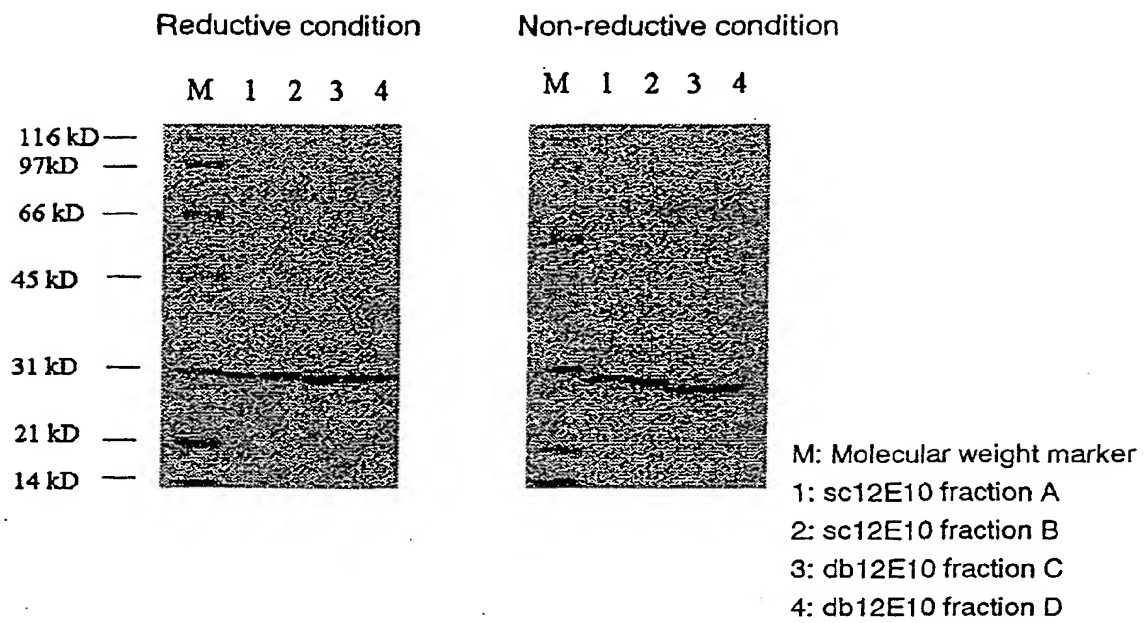 Reductive condition
Non-reductive condition
M 1 2 3 4
M 1 2 3 4
116 kD
97kD
66 kD
45 kD
31 kD
21 kD
14 kD
M: Molecular weight marker
1: sc12E10 fraction A
2: sc12E10 fraction B
3: db12E10 fraction C
4: db12E10 fraction D